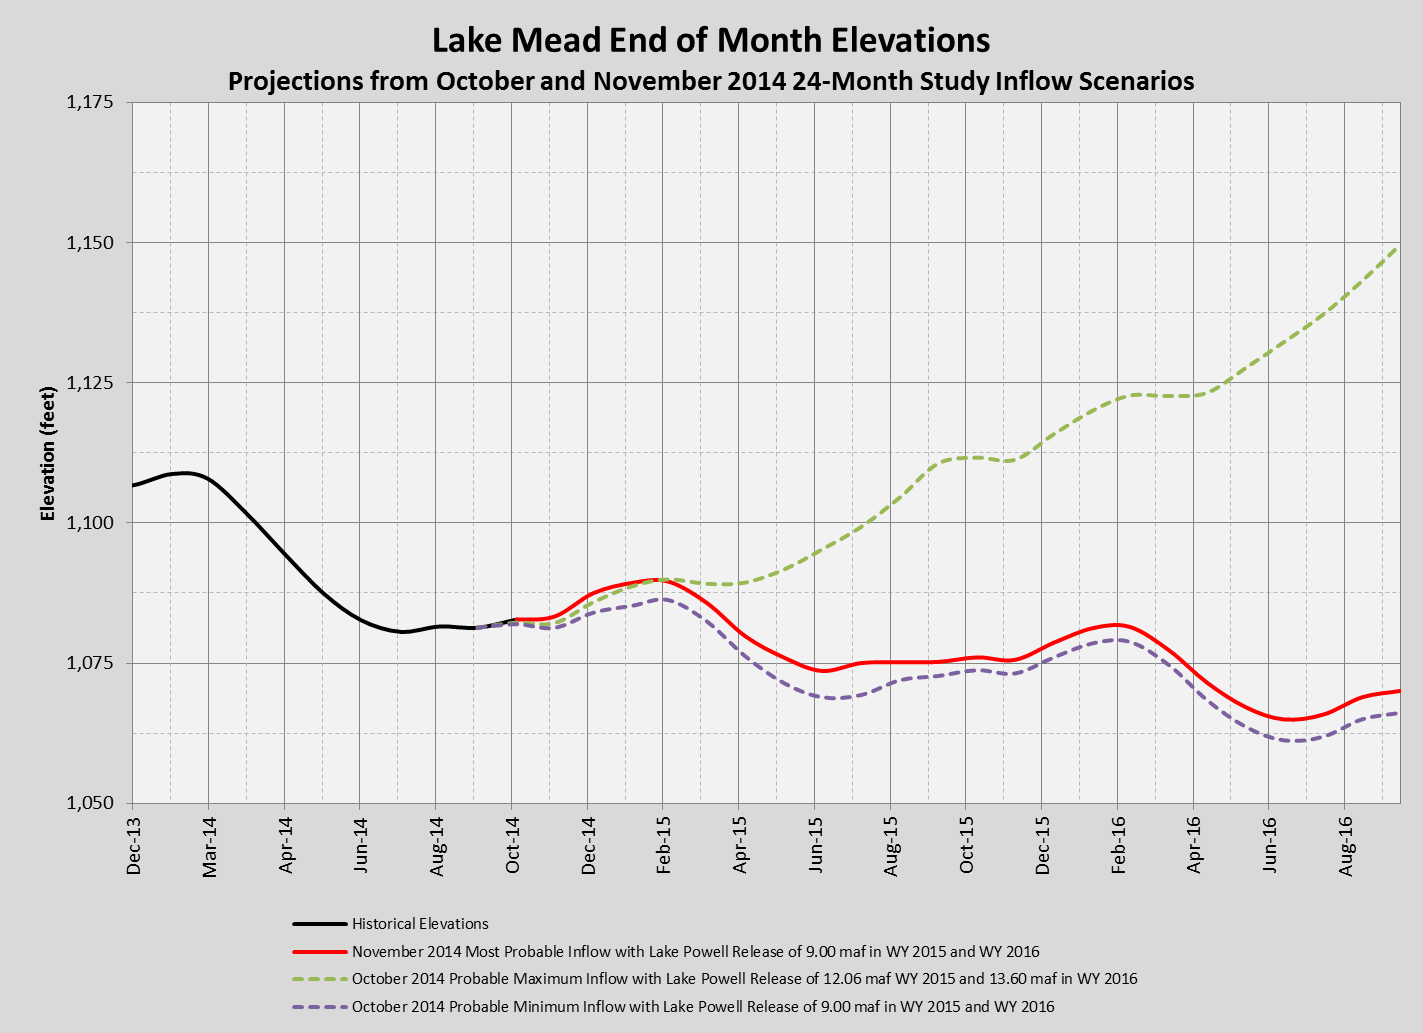 Lake Mead End of Month Elevations
Projections from October and November 2014 24-Month Study Inflow Scenarios
Elevation (feet)
1,175
1,150
1,125
1,100
1,075
1,050
Dec-13
Mar-14
Apr-14
Jun-14
Aug-14
Oct-14
Dec-14
Feb-15
Apr-15
Jun-15
Aug-15
Oct-15
Dec-15
Feb-16
Apr-16
Jun-16
Aug-16
Historical Elevations
November 2014 Most Probable Inflow with Lake Powell Release of 9.00 maf in WY 2015 and WY 2016
October 2014 Probable Maximum Inflow with Lake Powell Release of 12.06 maf WY 2015 and 13.60 maf in WY 2016
October 2014 Probable Minimum Inflow with Lake Powell Release of 9.00 maf in WY 2015 and WY 2016